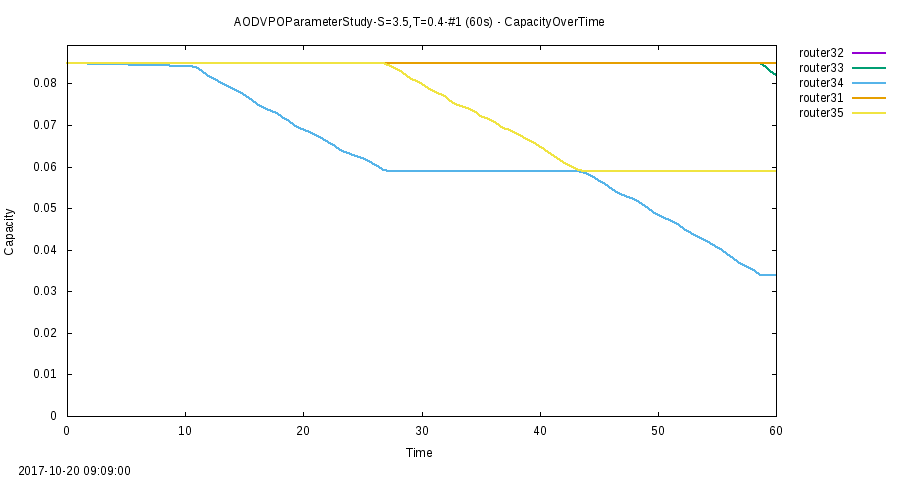 AODVPOParameterStudy-S=3.5,T=0.4-#1 (60s) - CapacityOverTime
router32
router33
router34
router31
router35
0.08
0.07
0.06
0.05
0.04
0.03
0.02
0.01
0
Capacity
0 10 20 30 40 50 60
Time
2017-10-20 09:09:00